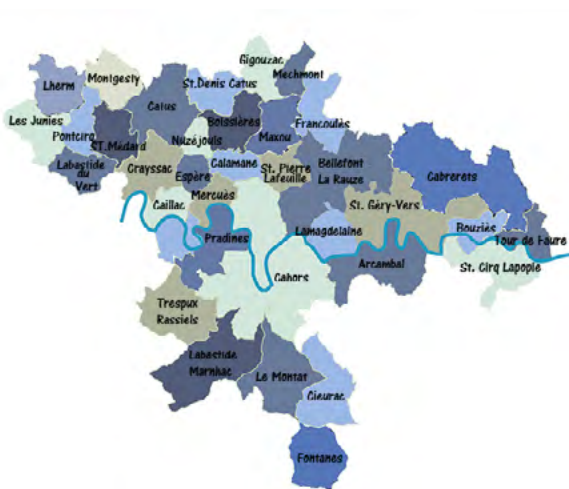 Gigouzac
Mechmont
Lherm
Montgesty
St.Denis Catus
Catus
Les Junies
Pontcirq
ST.Médard
Boissières
Nuzéjouls
Maxou
Francoulès
Labastide
du
Vert
Crayssac
Espère
Calamane
St. Pierre
Lafeuille
Bellefont
La Rauze
Cabrerets
Mercuès
Caillac
St. Géry-Vers
Pradines
Lamagdelaine
Bouziès
Tour de Faure
Arcambal
St. Cirq Lapopie
Cahors
Trespux
Rassiels
Labastide
Marnhac
Le Montat
Cieurac
Fontanes